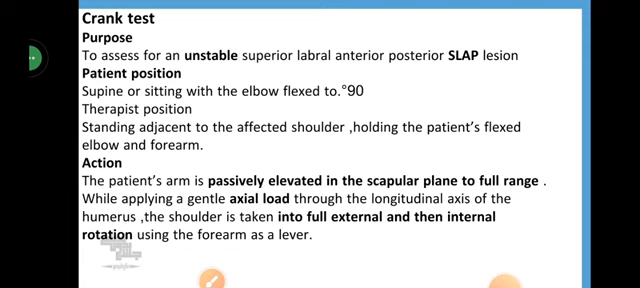 Crank test
Purpose
To assess for an unstable superior labral anterior posterior SLAP lesion
Patient position
Supine or sitting with the elbow flexed to.°90
Therapist position
Standing adjacent to the affected shoulder ,holding the patient's flexed
elbow and forearm.
Action
The patient's arm is passively elevated in the scapular plane to full range .
While applying a gentle axial load through the longitudinal axis of the
humerus ,the shoulder is taken into full external and then internal
rotation using the forearm as a lever.